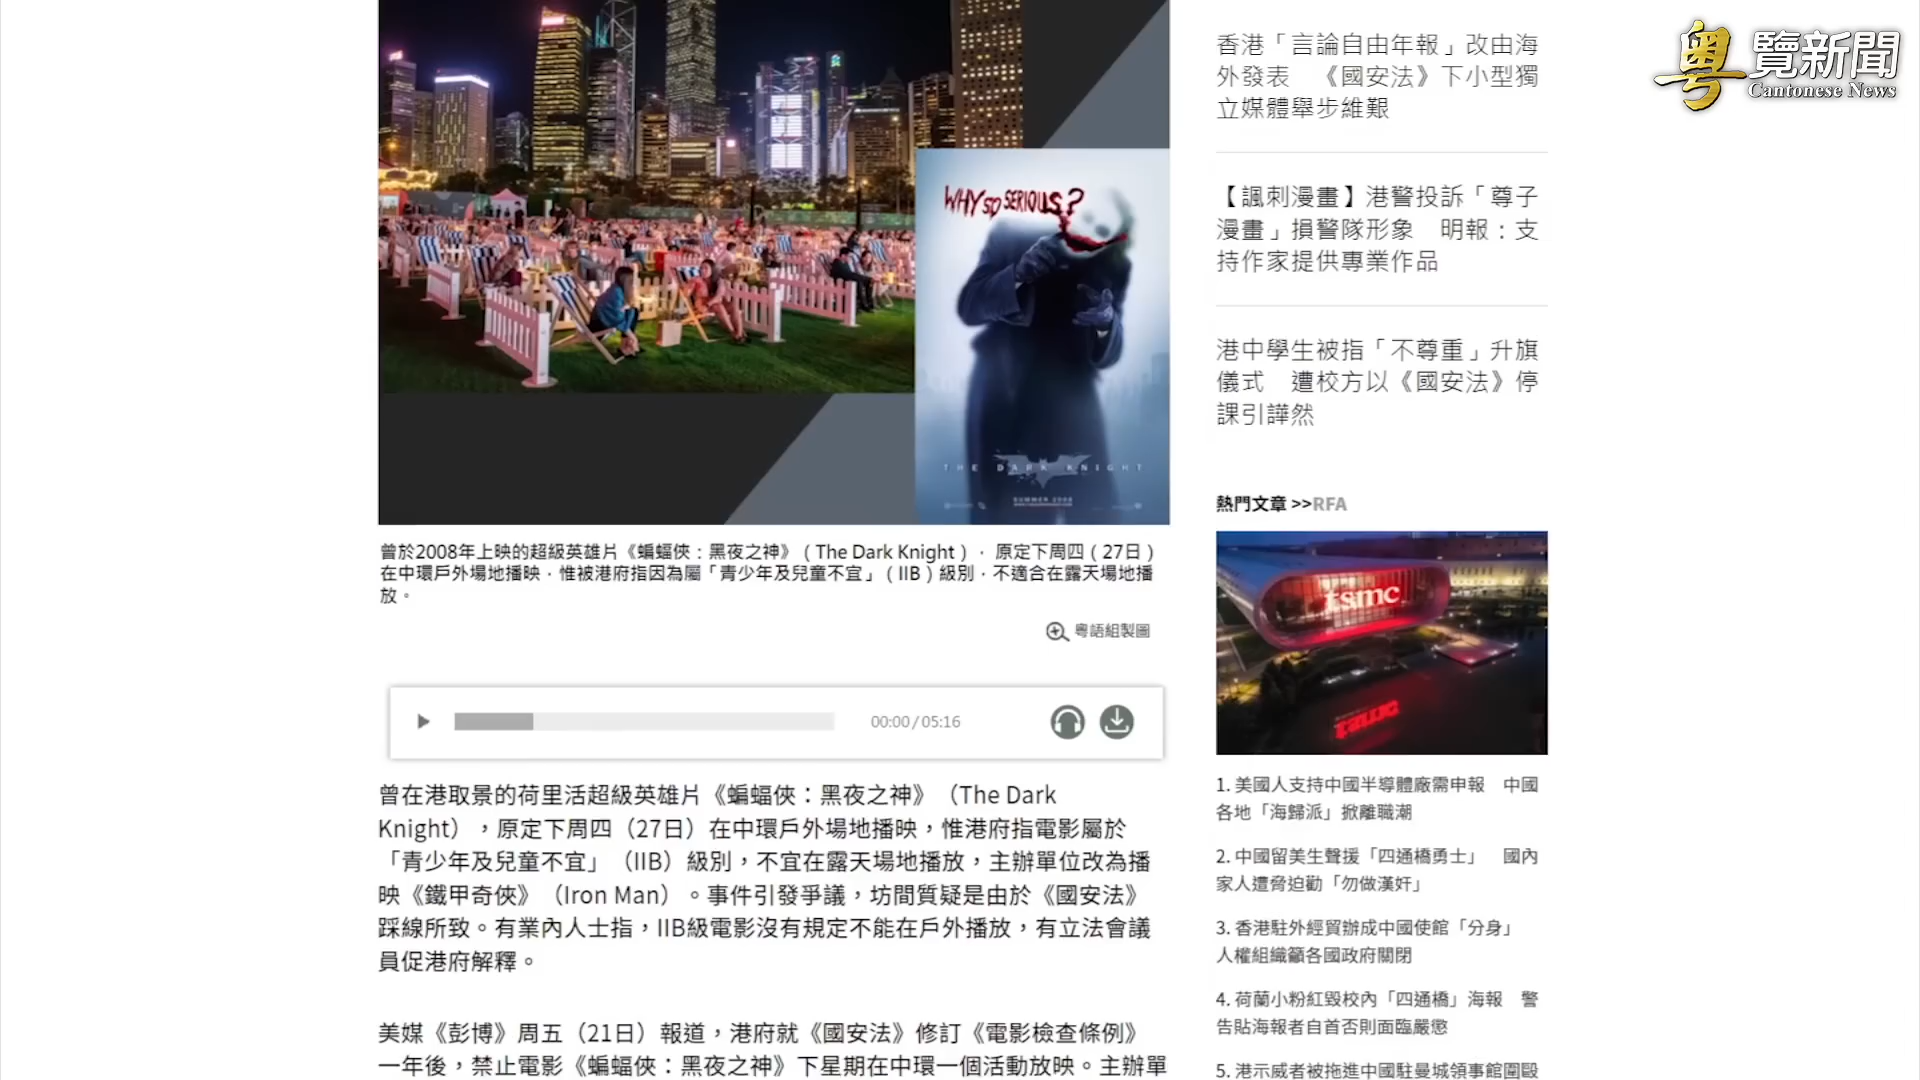 粵覽新聞
Cantonese News
WHY SO SERIOUS?
THE DARK KNIGHT
SUMMER 2008
曾於2008年上映的超級英雄片《蝙蝠俠：黑夜之神》（The Dark Knight），原定下周四（27日）
在中環戶外場地播映，惟被港府指因為屬「青少年及兒童不宜」（IIB）級別，不適合在露天場地播
放。
粵語組製圖
00:00/05:16
曾在港取景的荷里活超級英雄片《蝙蝠俠：黑夜之神》（The Dark
Knight），原定下周四（27日）在中環戶外場地播映，惟港府指電影屬於
「青少年及兒童不宜」（IIB）級別，不宜在露天場地播放，主辦單位改為播
映《鐵甲奇俠》（Iron Man）。事件引發爭議，坊間質疑是由於《國安法》
踩線所致。有業內人士指，IIB級電影沒有規定不能在戶外播放，有立法會議
員促港府解釋。
美媒《彭博》周五（21日）報道，港府就《國安法》修訂《電影檢查條例》
一年後，禁止電影《蝙蝠俠：黑夜之神》下星期在中環一個活動放映。主辦單
香港「言論自由年報」改由海
外發表　《國安法》下小型獨
立媒體舉步維艱
【諷刺漫畫】港警投訴「尊子
漫畫」損警隊形象　明報：支
持作家提供專業作品
港中學生被指「不尊重」升旗
儀式　遭校方以《國安法》停
課引譁然
熱門文章 >>RFA
tsmc
1. 美國人支持中國半導體廠需申報　中國
各地「海歸派」掀離職潮
2. 中國留美生聲援「四通橋勇士」　國內
家人遭脅迫勸「勿做漢奸」
3. 香港駐外經貿辦成中國使館「分身」
人權組織籲各國政府關閉
4. 荷蘭小粉紅毀校內「四通橋」海報　警
告貼海報者自首否則面臨嚴懲
5. 港示威者被拖進中國駐曼城領事館圍毆